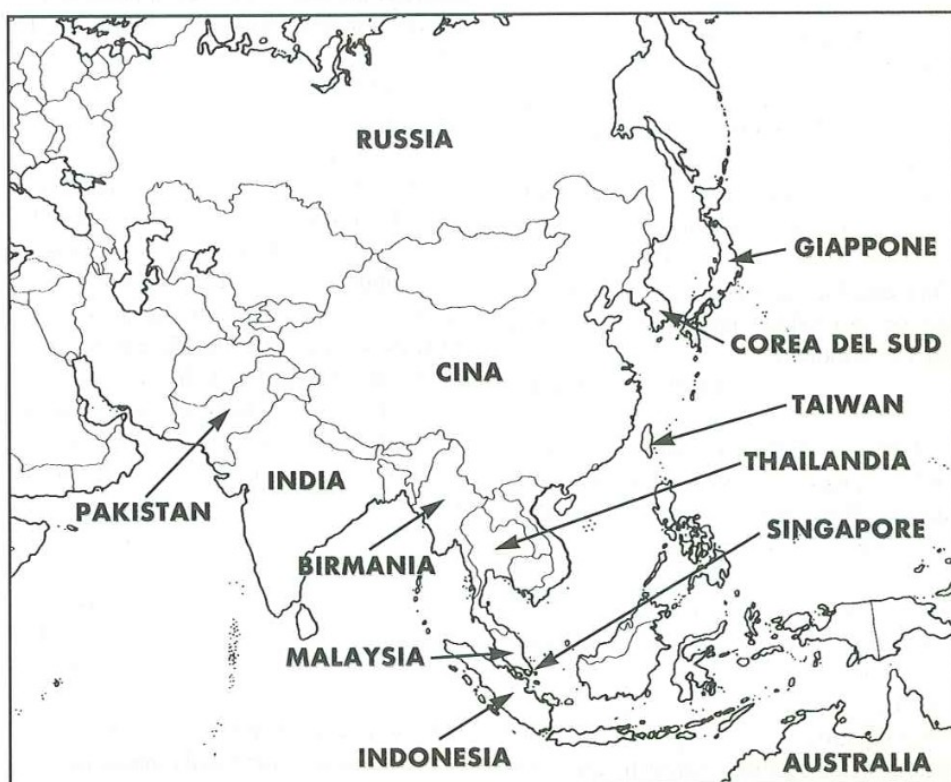 RUSSIA
GIAPPONE
COREA DEL SUD
CINA
TAIWAN
THAILANDIA
INDIA
PAKISTAN
SINGAPORE
BIRMANIA
MALAYSIA
INDONESIA
AUSTRALIA